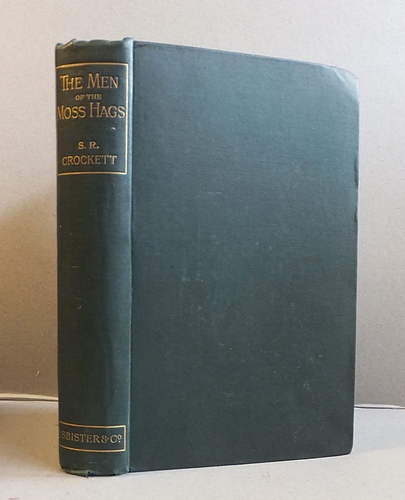 THE MEN
OF THE
MOSS HAGS
S. R.
CROCKETT
ISBISTER & Co.